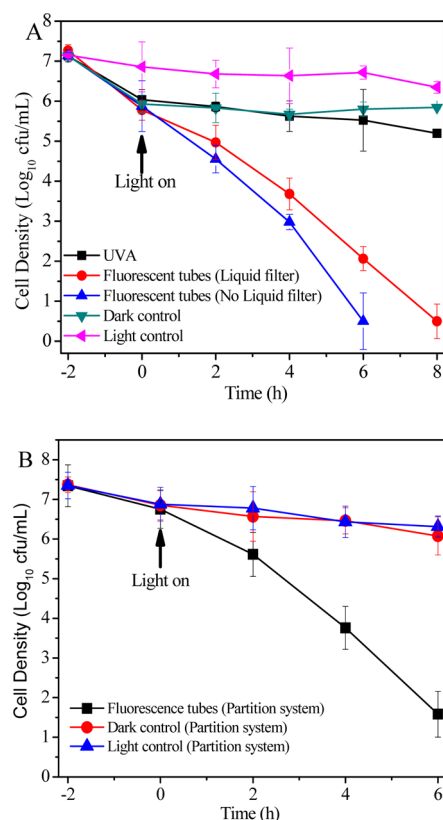 A
8
7
6
5
4
3
2
1
0
Cell Density (Log10 cfu/mL)
Light on
UVA
Fluorescent tubes (Liquid filter)
Fluorescent tubes (No Liquid filter)
Dark control
Light control
-2 0 2 4 6 8
Time (h)
B
8
7
6
5
4
3
2
1
0
Cell Density (Log10 cfu/mL)
Light on
Fluorescence tubes (Partition system)
Dark control (Partition system)
Light control (Partition system)
-2 0 2 4 6
Time (h)